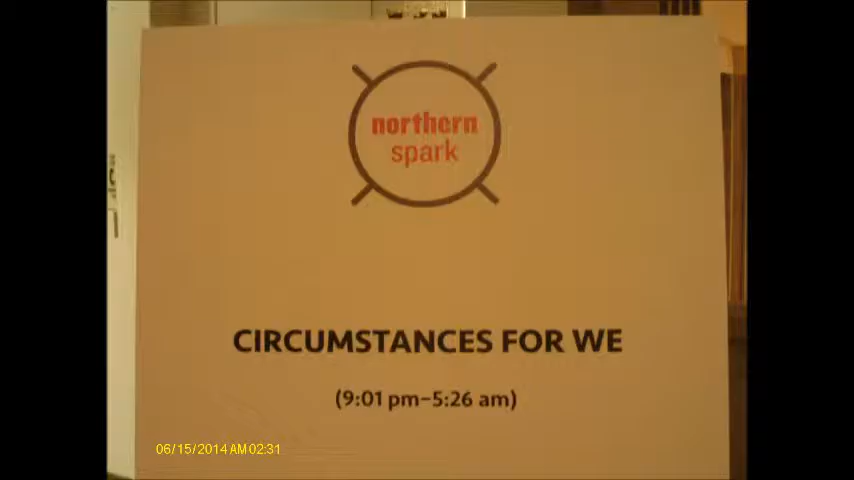 northern
spark
CIRCUMSTANCES FOR WE
(9:01 pm–5:26 am)
06/15/2014 AM 02:31